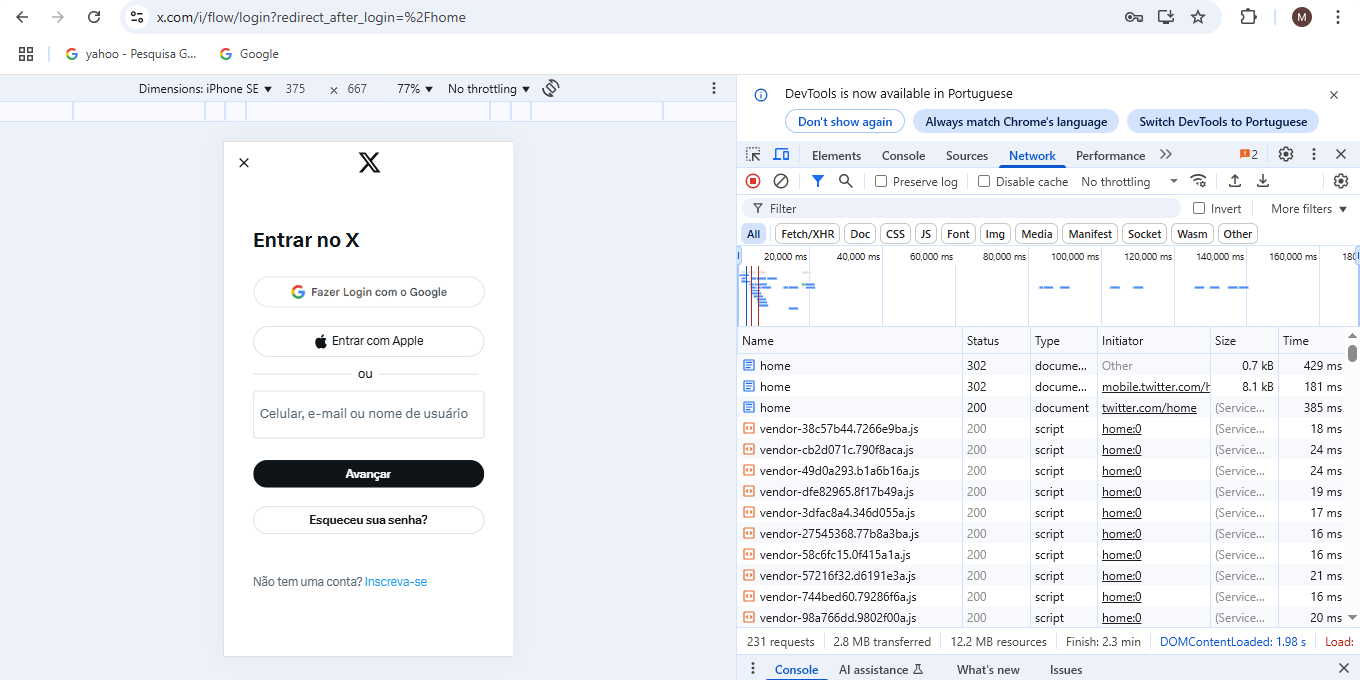 x.com/i/flow/login?redirect_after_login=%2Fhome
M
yahoo - Pesquisa G... Google
Dimensions: iPhone SE 375 × 667 77% No throttling
Entrar no X
Fazer Login com o Google
Entrar com Apple
ou
Celular, e-mail ou nome de usuário
Avançar
Esqueceu sua senha?
Não tem uma conta? Inscreva-se
DevTools is now available in Portuguese
Don't show again Always match Chrome's language Switch DevTools to Portuguese
Elements Console Sources Network Performance 2
Preserve log Disable cache No throttling
Filter Invert More filters
All Fetch/XHR Doc CSS JS Font Img Media Manifest Socket Wasm Other
20,000 ms 40,000 ms 60,000 ms 80,000 ms 100,000 ms 120,000 ms 140,000 ms 160,000 ms 180
Name Status Type Initiator Size Time
home 302 docume... Other 0.7 kB 429 ms
home 302 docume... mobile.twitter.com/h 8.1 kB 181 ms
home 200 document twitter.com/home (Service... 385 ms
vendor-38c57b44.7266e9ba.js 200 script home:0 (Service... 18 ms
vendor-cb2d071c.790f8aca.js 200 script home:0 (Service... 24 ms
vendor-49d0a293.b1a6b16a.js 200 script home:0 (Service... 24 ms
vendor-dfe82965.8f17b49a.js 200 script home:0 (Service... 19 ms
vendor-3dfac8a4.346d055a.js 200 script home:0 (Service... 17 ms
vendor-27545368.77b8a3ba.js 200 script home:0 (Service... 16 ms
vendor-58c6fc15.0f415a1a.js 200 script home:0 (Service... 16 ms
vendor-57216f32.d6191e3a.js 200 script home:0 (Service... 21 ms
vendor-744bed60.79286f6a.js 200 script home:0 (Service... 16 ms
vendor-98a766dd.9802f00a.js 200 script home:0 (Service... 20 ms
231 requests 2.8 MB transferred 12.2 MB resources Finish: 2.3 min DOMContentLoaded: 1.98 s Load:
Console AI assistance What's new Issues